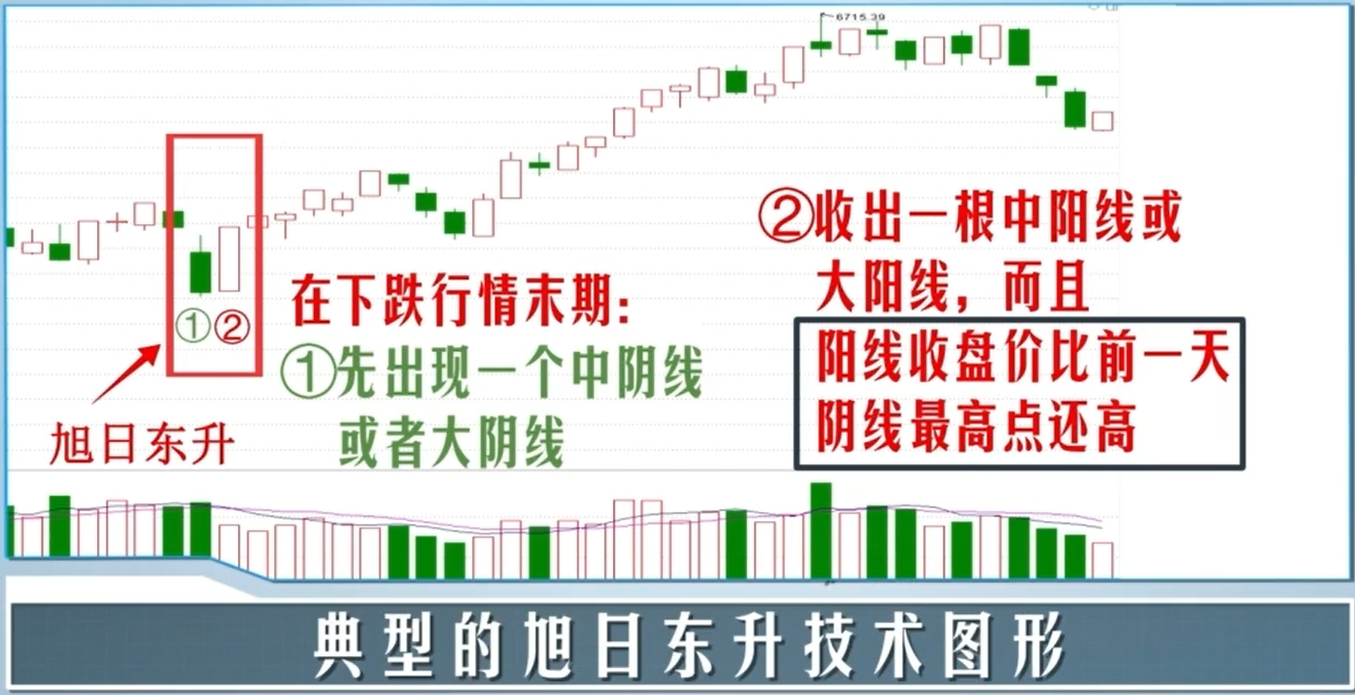 6715.39
①
②
旭日东升
在下跌行情末期：
①先出现一个中阴线
或者大阴线
②收出一根中阳线或
大阳线，而且
阳线收盘价比前一天
阴线最高点还高
典型的旭日东升技术图形